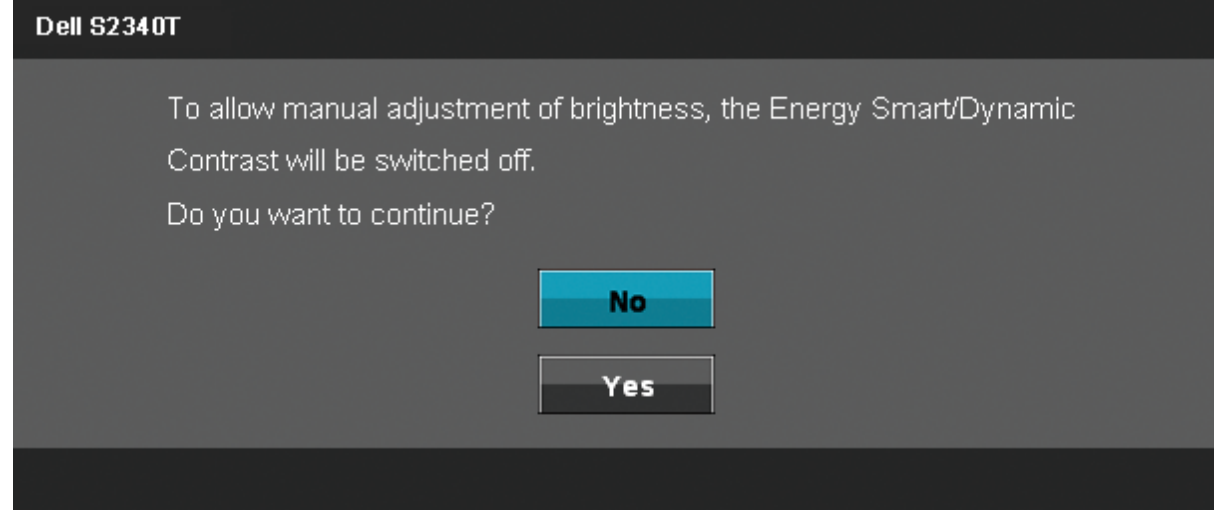 Dell S2340T
To allow manual adjustment of brightness, the Energy Smart/Dynamic
Contrast will be switched off.
Do you want to continue?
No
Yes